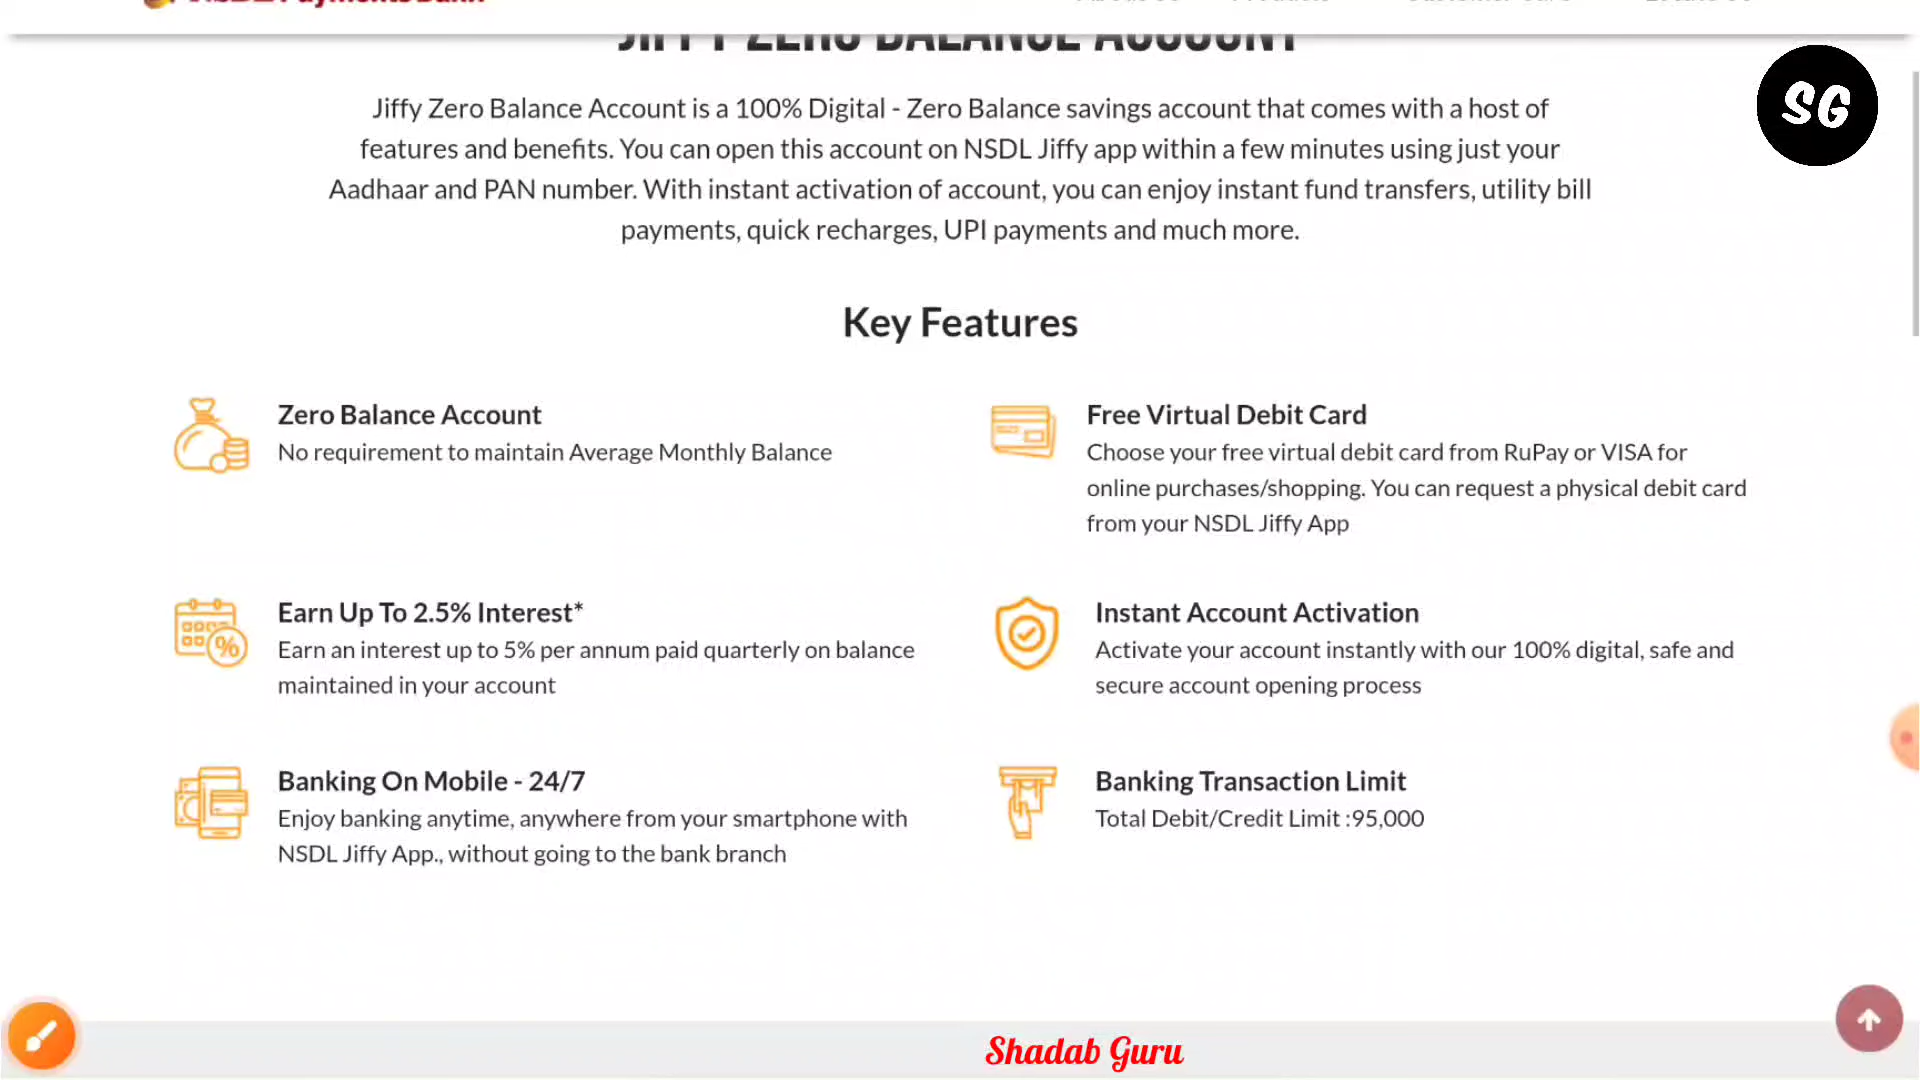 NSDL Payments Bank
JIFFY ZERO BALANCE ACCOUNT
SG
Jiffy Zero Balance Account is a 100% Digital - Zero Balance savings account that comes with a host of
features and benefits. You can open this account on NSDL Jiffy app within a few minutes using just your
Aadhaar and PAN number. With instant activation of account, you can enjoy instant fund transfers, utility bill
payments, quick recharges, UPI payments and much more.
Key Features
Zero Balance Account
No requirement to maintain Average Monthly Balance
Free Virtual Debit Card
Choose your free virtual debit card from RuPay or VISA for
online purchases/shopping. You can request a physical debit card
from your NSDL Jiffy App
Earn Up To 2.5% Interest*
Earn an interest up to 5% per annum paid quarterly on balance
maintained in your account
Instant Account Activation
Activate your account instantly with our 100% digital, safe and
secure account opening process
Banking On Mobile - 24/7
Enjoy banking anytime, anywhere from your smartphone with
NSDL Jiffy App., without going to the bank branch
Banking Transaction Limit
Total Debit/Credit Limit :95,000
Shadab Guru